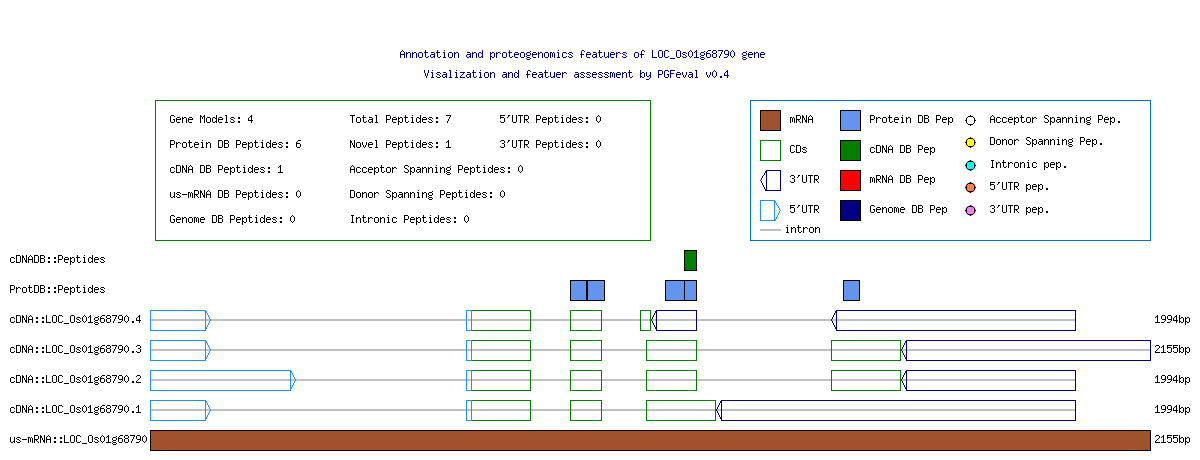 Annotation and proteogenomics featuers of LOC_Os01g68790 gene
Visalization and featuer assessment by PGFeval v0.4
Gene Models: 4 Total Peptides: 7 5'UTR Peptides: 0
Protein DB Peptides: 6 Novel Peptides: 1 3'UTR Peptides: 0
cDNA DB Peptides: 1 Acceptor Spanning Peptides: 0
us-mRNA DB Peptides: 0 Donor Spanning Peptides: 0
Genome DB Peptides: 0 Intronic Peptides: 0
mRNA Protein DB Pep Acceptor Spanning Pep.
CDs cDNA DB Pep Donor Spanning Pep.
3'UTR mRNA DB Pep Intronic pep.
5'UTR Genome DB Pep 5'UTR pep.
intron 3'UTR pep.
cDNADB::Peptides
ProtDB::Peptides
cDNA::LOC_Os01g68790.4 1994bp
cDNA::LOC_Os01g68790.3 2155bp
cDNA::LOC_Os01g68790.2 1994bp
cDNA::LOC_Os01g68790.1 1994bp
us-mRNA::LOC_Os01g68790 2155bp